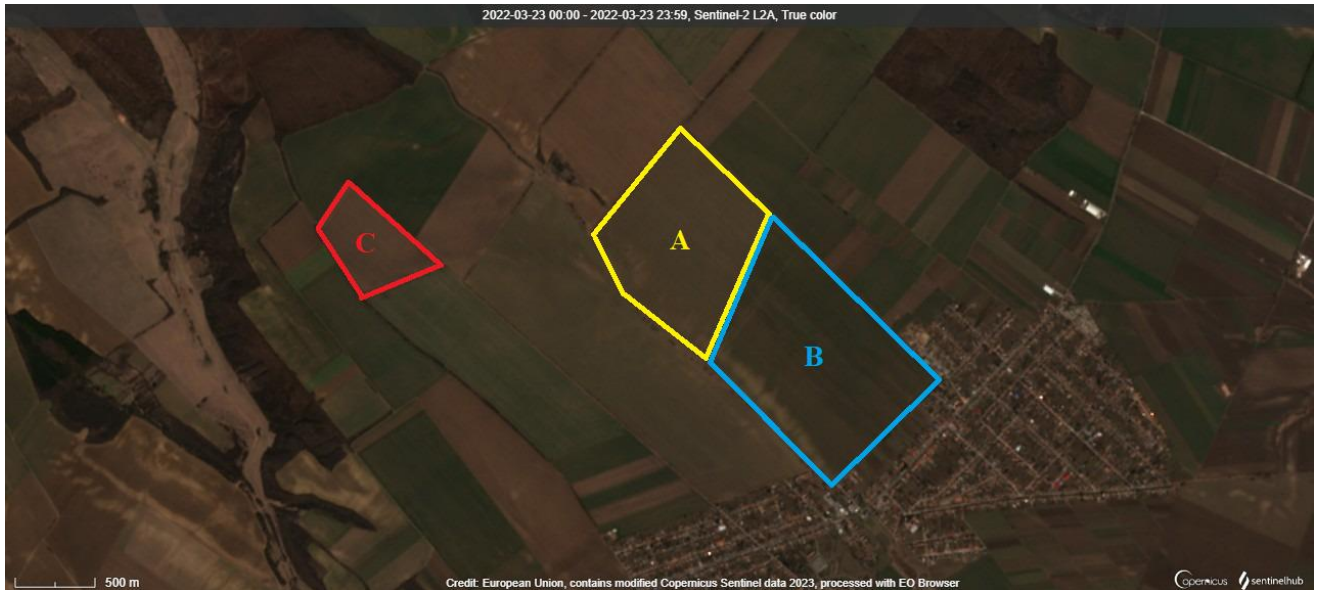 2022-03-23 00:00 - 2022-03-23 23:59, Sentinel-2 L2A, True color
A
C
B
500 m
Credit: European Union, contains modified Copernicus Sentinel data 2023, processed with EO Browser
opernicus
sentinelhub